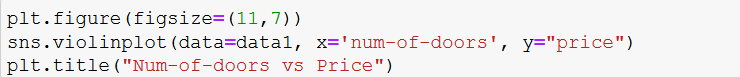 plt.figure(figsize=(11,7))
sns.violinplot(data=data1, x='num-of-doors', y="price")
plt.title("Num-of-doors vs Price")